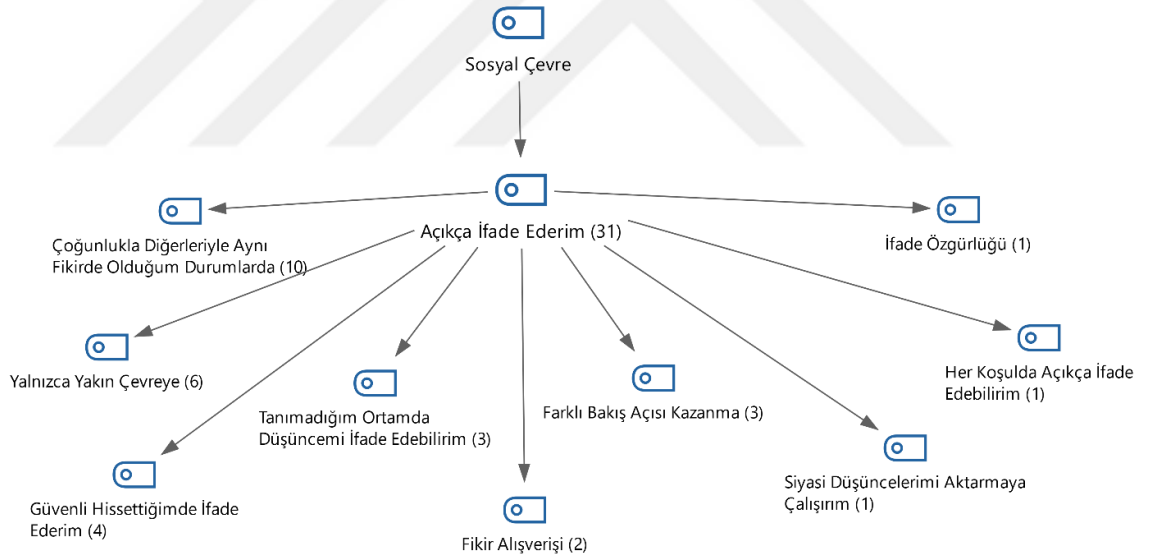 Sosyal Çevre
Açıkça İfade Ederim (31)
Çoğunlukla Diğerleriyle Aynı
Fikirde Olduğum Durumlarda (10)
İfade Özgürlüğü (1)
Yalnızca Yakın Çevreye (6)
Tanımadığım Ortamda
Düşüncemi İfade Edebilirim (3)
Farklı Bakış Açısı Kazanma (3)
Her Koşulda Açıkça İfade
Edebilirim (1)
Güvenli Hissettiğimde İfade
Ederim (4)
Fikir Alışverişi (2)
Siyasi Düşüncelerimi Aktarmaya
Çalışırım (1)